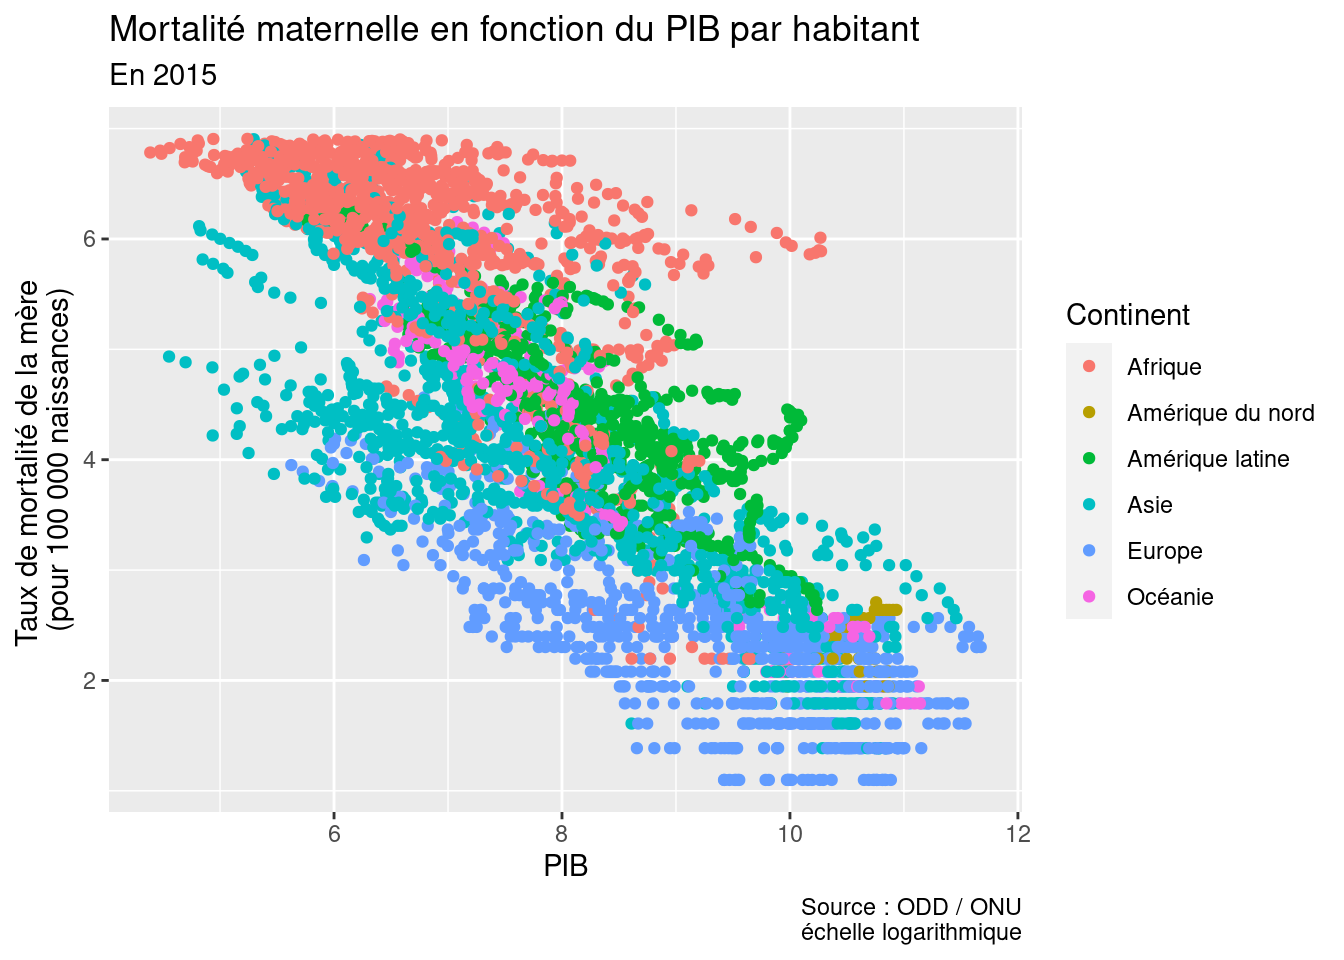 Mortalité maternelle en fonction du PIB par habitant
En 2015
Taux de mortalité de la mère
(pour 100 000 naissances)
6
4
2
6
8
10
12
PIB
Continent
Afrique
Amérique du nord
Amérique latine
Asie
Europe
Océanie
Source : ODD / ONU
échelle logarithmique